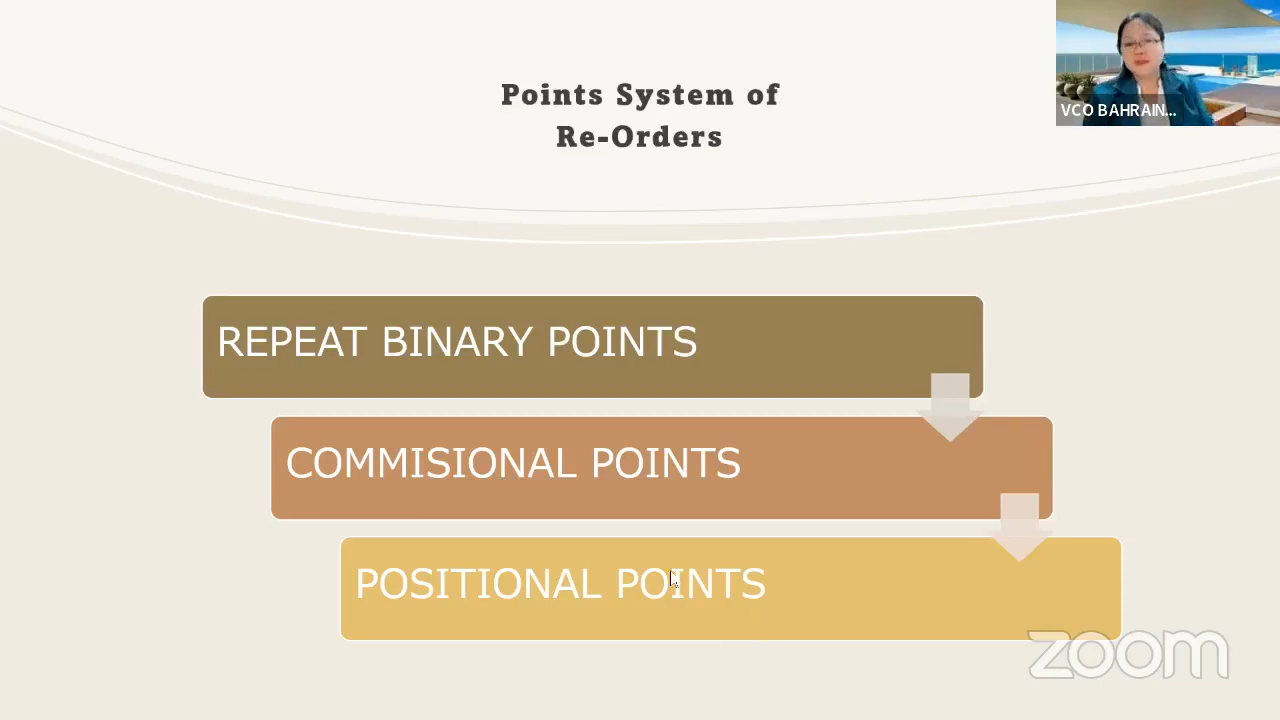 Points System of
Re-Orders
VCO BAHRAIN...
REPEAT BINARY POINTS
COMMISIONAL POINTS
POSITIONAL POINTS
zoom